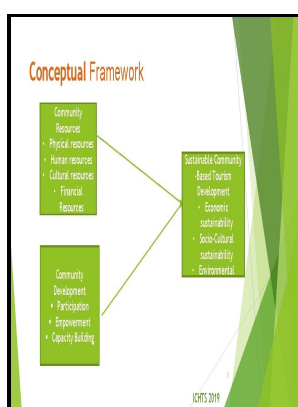 Conceptual Framework
Community
Resources
• Physical resources
• Human resources
• Cultural resources
• Financial
Resources
Sustainable Community
-Based Tourism
Development
• Economic
sustainability
• Socio-Cultural
sustainability
• Environmental
Community
Development
• Participation
• Empowerment
• Capacity Building
ICHTS 2019